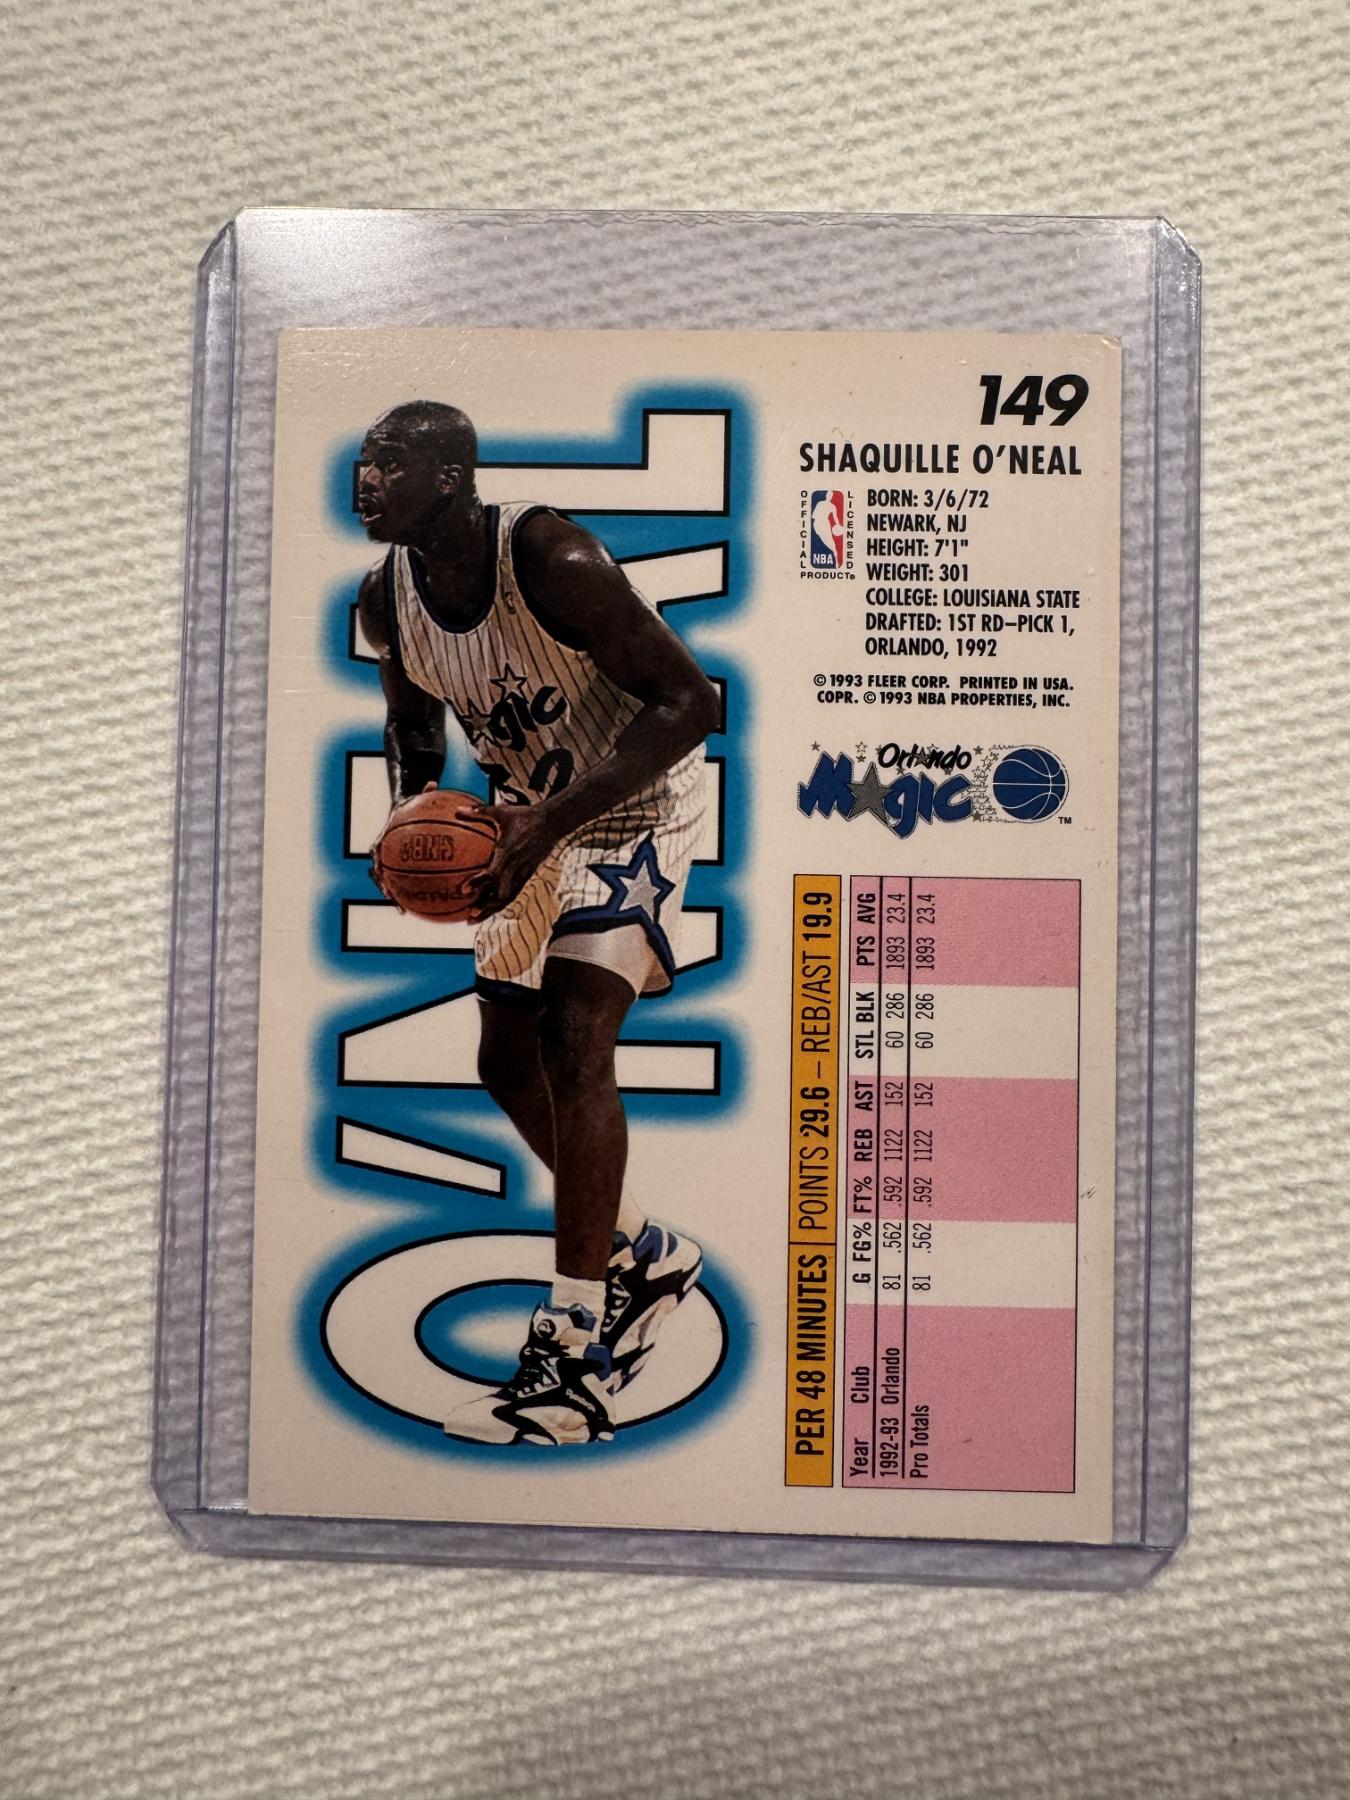 149
SHAQUILLE O'NEAL
OFFICIAL LICENSED
NBA
PRODUCT®
BORN: 3/6/72
NEWARK, NJ
HEIGHT: 7'1"
WEIGHT: 301
COLLEGE: LOUISIANA STATE
DRAFTED: 1ST RD–PICK 1,
ORLANDO, 1992
© 1993 FLEER CORP. PRINTED IN USA.
COPR. © 1993 NBA PROPERTIES, INC.
Orlando
Magic
TM
O'NEAL
Magic
32
NBA
PER 48 MINUTES POINTS 29.6 – REB/AST 19.9
Year Club G FG% FT% REB AST STL BLK PTS AVG
1992-93 Orlando 81 .562 .592 1122 152 60 286 1893 23.4
Pro Totals 81 .562 .592 1122 152 60 286 1893 23.4